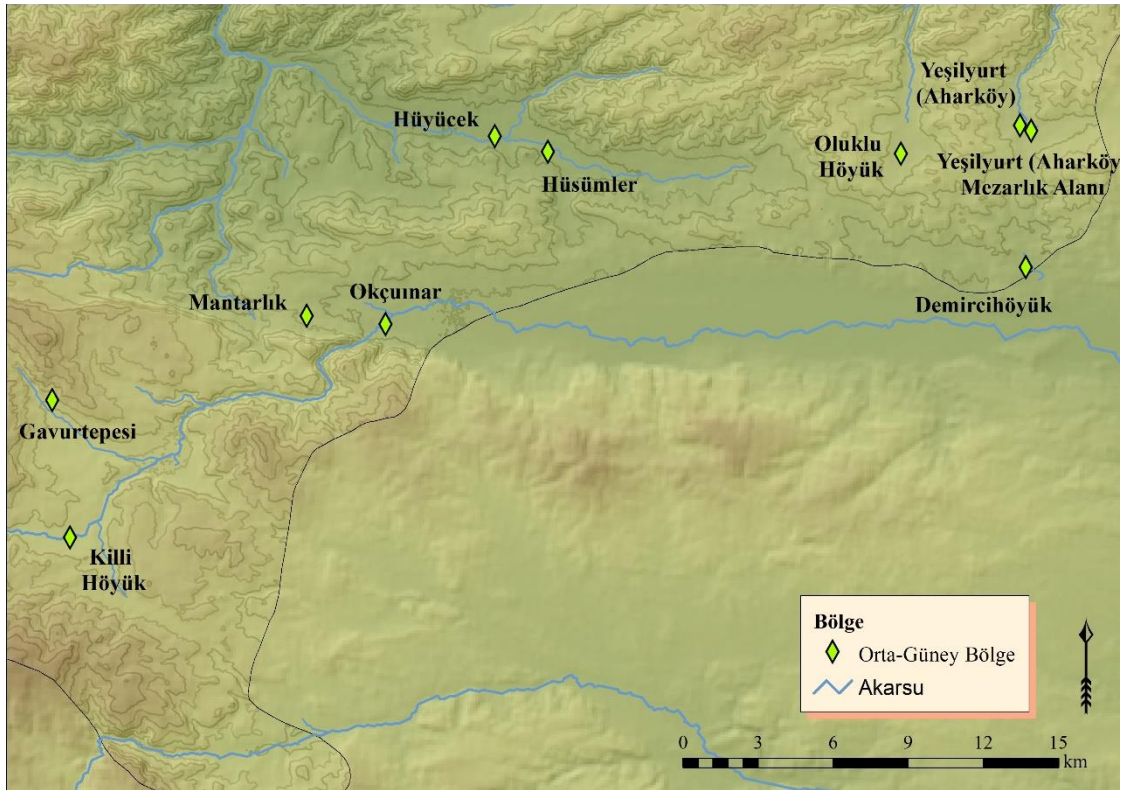 Yeşilyurt
(Aharköy)
Hüyücek
Oluklu
Höyük
Yeşilyurt (Aharköy
Mezarlık Alanı
Hüsümler
Mantarlık
Okçuınar
Demircihöyük
Gavurtepesi
Killi
Höyük
Bölge
Orta-Güney Bölge
Akarsu
0 3 6 9 12 15
km